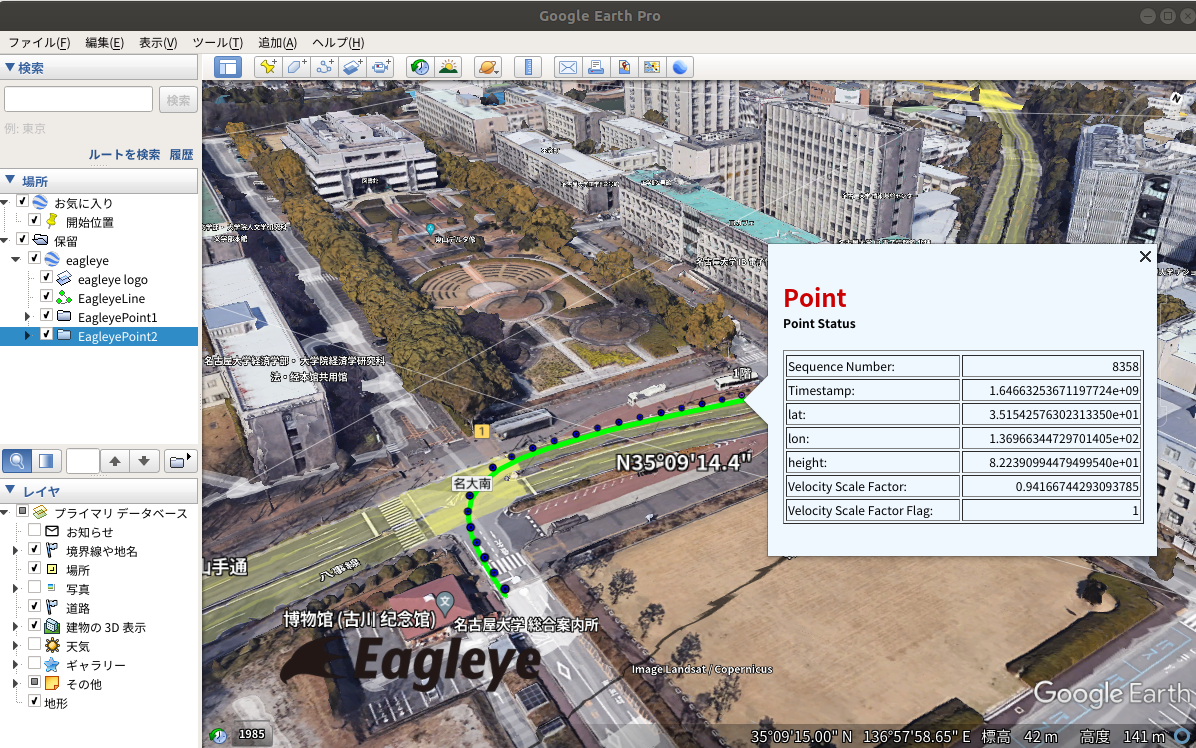 Google Earth Pro
ファイル(F) 編集(E) 表示(V) ツール(T) 追加(A) ヘルプ(H)
検索
検索
例: 東京
ルートを検索 履歴
場所
お気に入り
開始位置
保留
eagleye
eagleye logo
EagleyeLine
EagleyePoint1
EagleyePoint2
レイヤ
プライマリ データベース
お知らせ
境界線や地名
場所
写真
道路
建物の 3D 表示
天気
ギャラリー
その他
地形
N
名古屋大学経済学部・大学院経済学研究科
法・経本館共用館
1階
1
N35°09'14.4"
名大南
山手通
八事線
博物馆 (古川 纪念馆)
文
名古屋大学 総合案内所
Eagleye
Image Landsat / Copernicus
Google Earth
1985
35°09'15.00" N 136°57'58.65" E 標高 42 m 高度 141 m
Point
Point Status
Sequence Number: 8358
Timestamp: 1.64663253671197724e+09
lat: 3.51542576302313350e+01
lon: 1.36966344729701405e+02
height: 8.22390994479499540e+01
Velocity Scale Factor: 0.94166744293093785
Velocity Scale Factor Flag: 1